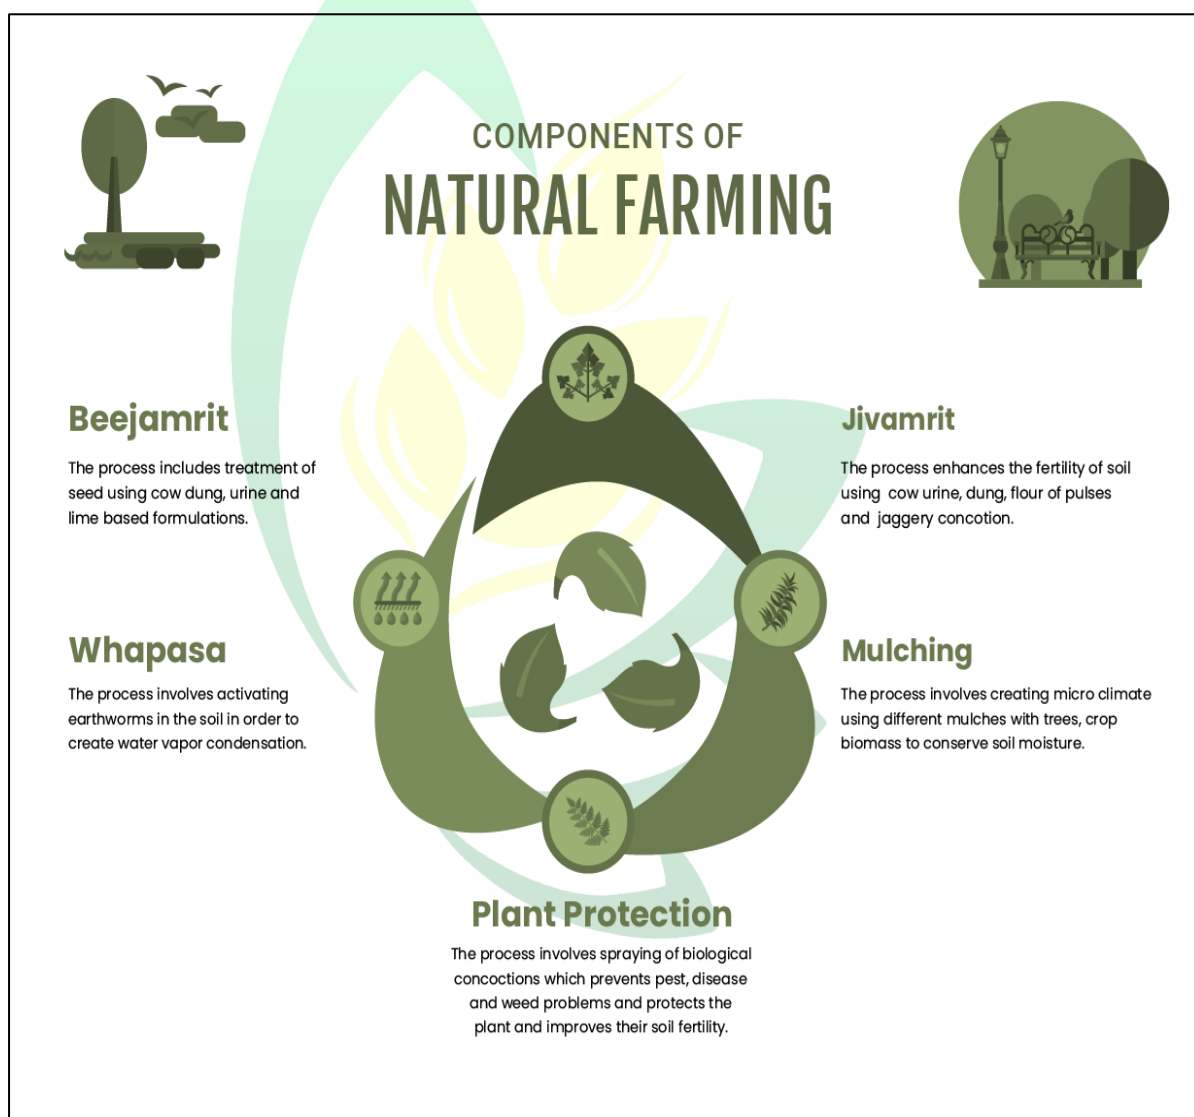 COMPONENTS OF
NATURAL FARMING
Beejamrit
The process includes treatment of
seed using cow dung, urine and
lime based formulations.
Jivamrit
The process enhances the fertility of soil
using cow urine, dung, flour of pulses
and jaggery concotion.
Whapasa
The process involves activating
earthworms in the soil in order to
create water vapor condensation.
Mulching
The process involves creating micro climate
using different mulches with trees, crop
biomass to conserve soil moisture.
Plant Protection
The process involves spraying of biological
concoctions which prevents pest, disease
and weed problems and protects the
plant and improves their soil fertility.